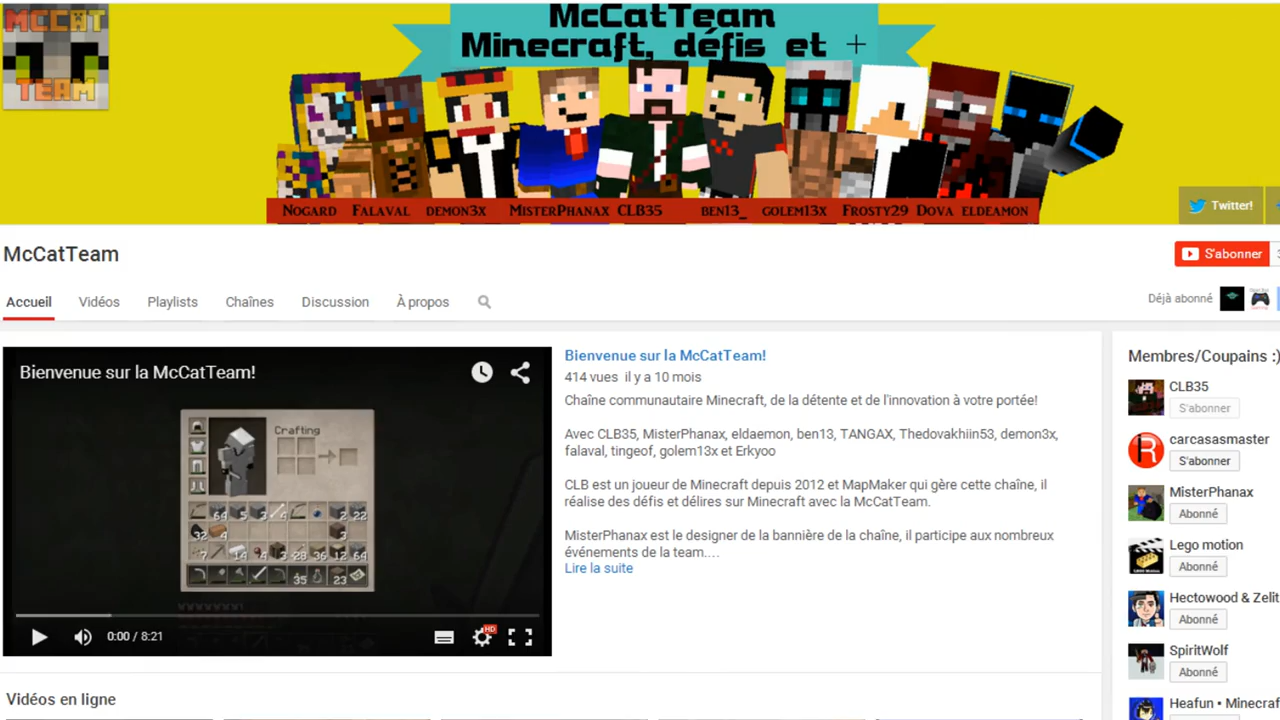 MCCAT
TEAM
McCatTeam
Minecraft, défis et +
NOGARD FALAVAL DEMON3X MISTERPHANAX CLB35 BEN13_ GOLEM13X FROSTY29 DOVA ELDEAMON
Twitter!
McCatTeam
S'abonner
Accueil Vidéos Playlists Chaînes Discussion À propos
Déjà abonné
Bienvenue sur la McCatTeam!
Crafting
64 5 3 4 2 22
32 4 3
7 14 4 3 28 36 12 64
35 23
0:00 / 8:21
HD
Bienvenue sur la McCatTeam!
414 vues il y a 10 mois
Chaîne communautaire Minecraft, de la détente et de l'innovation à votre portée!
Avec CLB35, MisterPhanax, eldaemon, ben13, TANGAX, Thedovakhiin53, demon3x,
falaval, tingeof, golem13x et Erkyoo
CLB est un joueur de Minecraft depuis 2012 et MapMaker qui gère cette chaîne, il
réalise des défis et délires sur Minecraft avec la McCatTeam.
MisterPhanax est le designer de la bannière de la chaîne, il participe aux nombreux
événements de la team....
Lire la suite
Membres/Coupains :)
CLB35
S'abonner
carcasasmaster
S'abonner
MisterPhanax
Abonné
Lego motion
Abonné
Hectowood & Zelit
Abonné
SpiritWolf
Abonné
Heafun • Minecraf
Vidéos en ligne